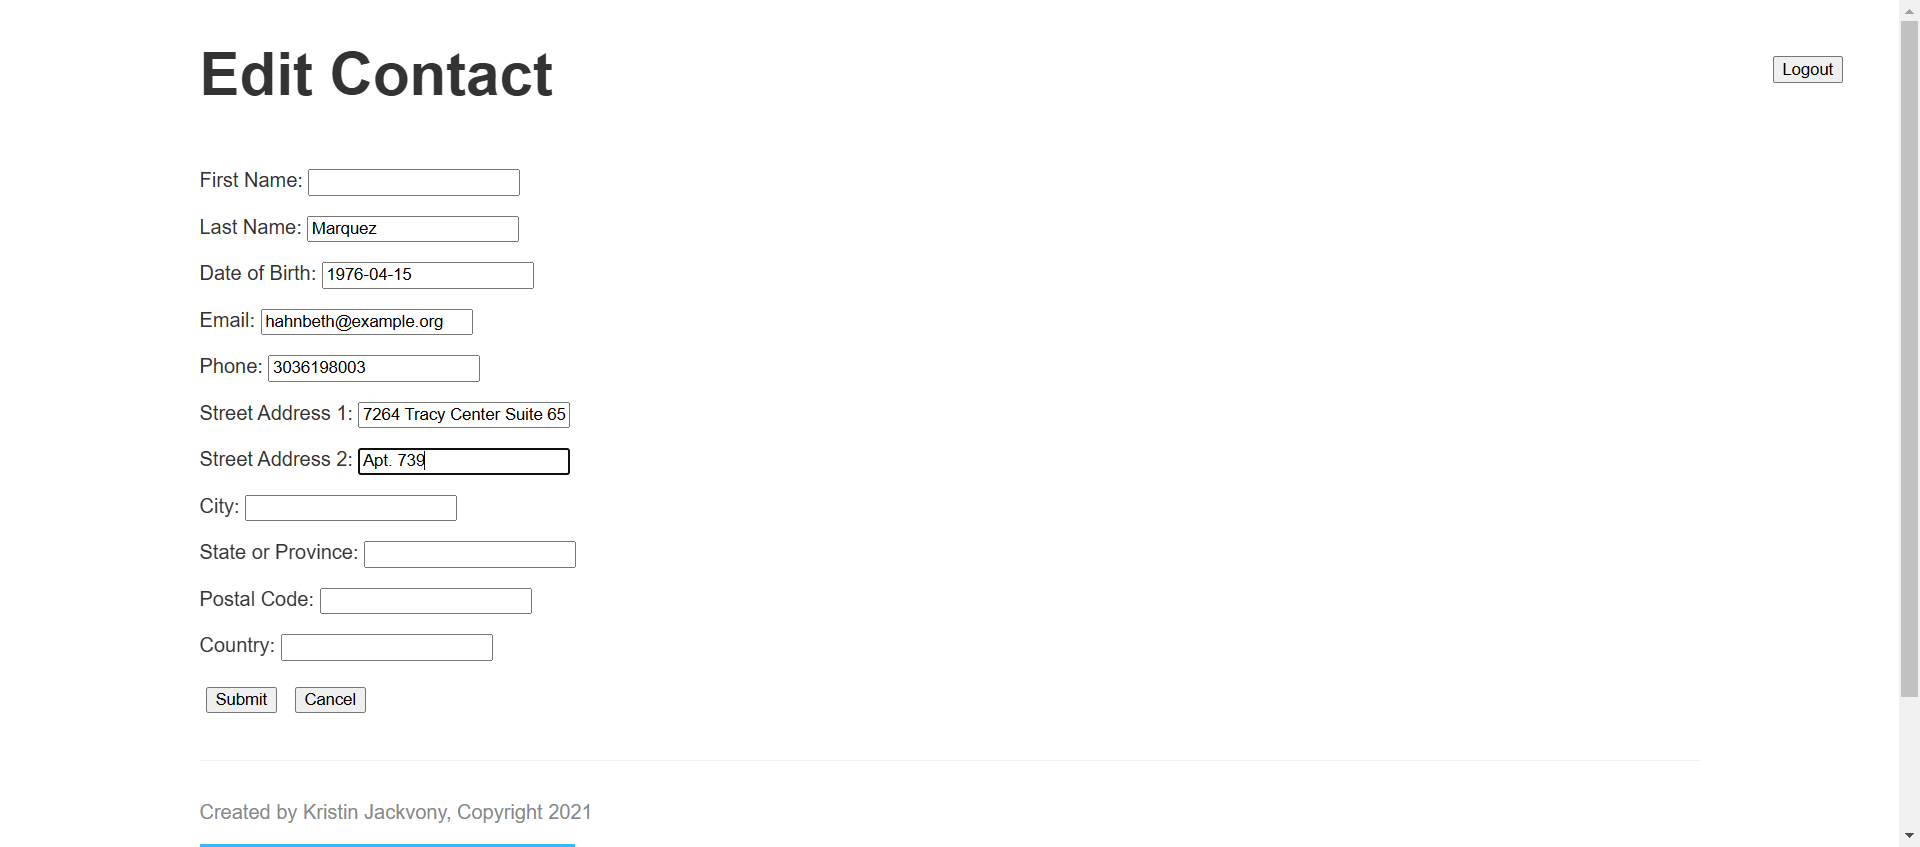 Edit Contact
Logout
First Name:
Last Name: Marquez
Date of Birth: 1976-04-15
Email: hahnbeth@example.org
Phone: 3036198003
Street Address 1: 7264 Tracy Center Suite 65
Street Address 2: Apt. 739
City:
State or Province:
Postal Code:
Country:
Submit Cancel
Created by Kristin Jackvony, Copyright 2021